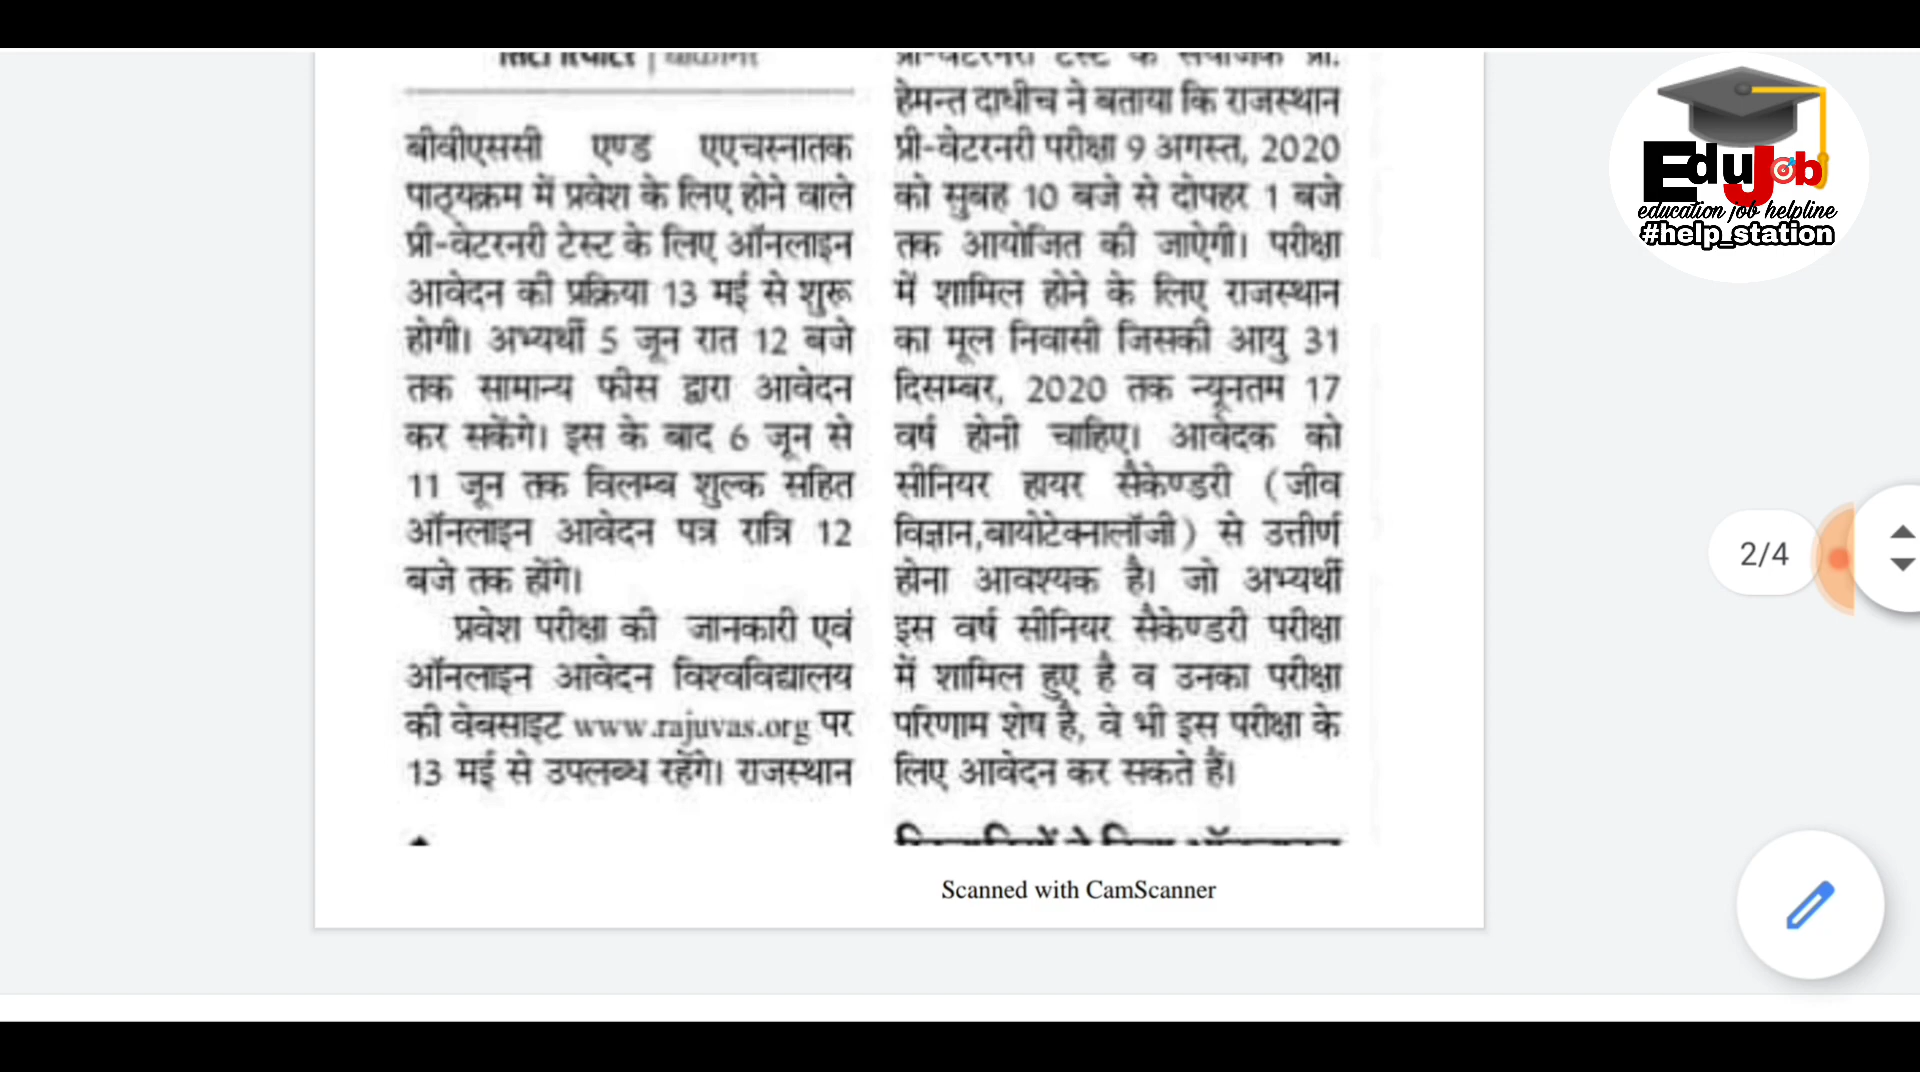 सिटी रिपोर्टर | बीकानेर
बीवीएससी एण्ड एएचस्नातक
पाठ्यक्रम में प्रवेश के लिए होने वाले
प्री-वेटरनरी टेस्ट के लिए ऑनलाइन
आवेदन की प्रक्रिया 13 मई से शुरू
होगी। अभ्यर्थी 5 जून रात 12 बजे
तक सामान्य फीस द्वारा आवेदन
कर सकेंगे। इस के बाद 6 जून से
11 जून तक विलम्ब शुल्क सहित
ऑनलाइन आवेदन पत्र रात्रि 12
बजे तक होंगे।
प्रवेश परीक्षा की जानकारी एवं
ऑनलाइन आवेदन विश्वविद्यालय
की वेबसाइट www.rajuvas.org पर
13 मई से उपलब्ध रहेंगे। राजस्थान
प्री-वेटरनरी टेस्ट के संयोजक प्रो.
हेमन्त दाधीच ने बताया कि राजस्थान
प्री-वेटरनरी परीक्षा 9 अगस्त, 2020
को सुबह 10 बजे से दोपहर 1 बजे
तक आयोजित की जाऐगी। परीक्षा
में शामिल होने के लिए राजस्थान
का मूल निवासी जिसकी आयु 31
दिसम्बर, 2020 तक न्यूनतम 17
वर्ष होनी चाहिए। आवेदक को
सीनियर हायर सैकेण्डरी (जीव
विज्ञान,बायोटेक्नालॉजी) से उत्तीर्ण
होना आवश्यक है। जो अभ्यर्थी
इस वर्ष सीनियर सैकेण्डरी परीक्षा
में शामिल हुए है व उनका परीक्षा
परिणाम शेष है, वे भी इस परीक्षा के
लिए आवेदन कर सकते हैं।
Scanned with CamScanner
EduJob
education job helpline
#help_station
2/4